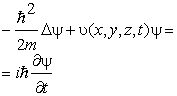 −ℏ²/2m Δψ + υ(x,y,z,t)ψ =
= iℏ ∂ψ/∂t